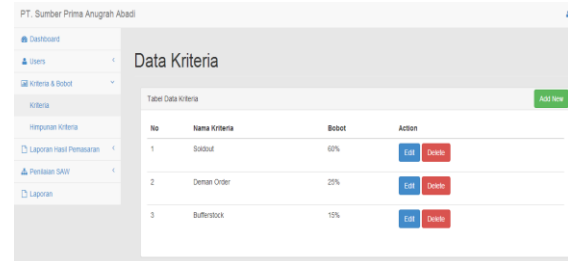 PT. Sumber Prima Anugrah Abadi
Dashboard
Users
Kriteria & Bobot
Kriteria
Himpunan Kriteria
Laporan Hasil Pemasaran
Penilaian SAW
Laporan
Data Kriteria
Tabel Data Kriteria
Add New
No Nama Kriteria Bobot Action
1 Soldout 60% Edit Delete
2 Deman Order 25% Edit Delete
3 Bufferstock 15% Edit Delete